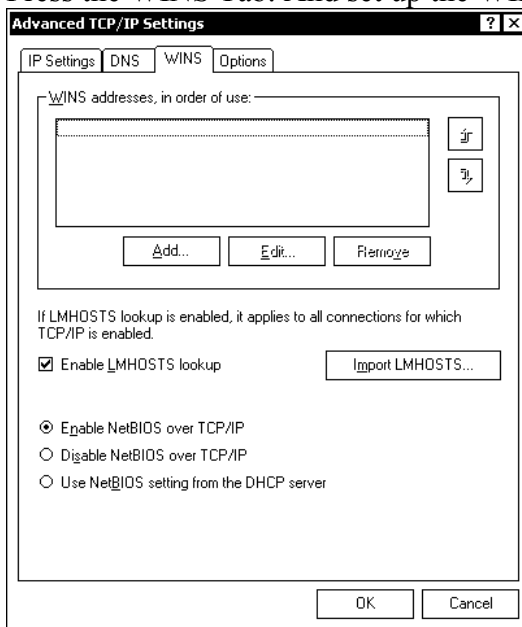 Press the WINS Tab. And set up the WI
Advanced TCP/IP Settings
IP Settings DNS WINS Options
WINS addresses, in order of use:
Add... Edit... Remove
If LMHOSTS lookup is enabled, it applies to all connections for which
TCP/IP is enabled.
Enable LMHOSTS lookup Import LMHOSTS...
Enable NetBIOS over TCP/IP
Disable NetBIOS over TCP/IP
Use NetBIOS setting from the DHCP server
OK Cancel